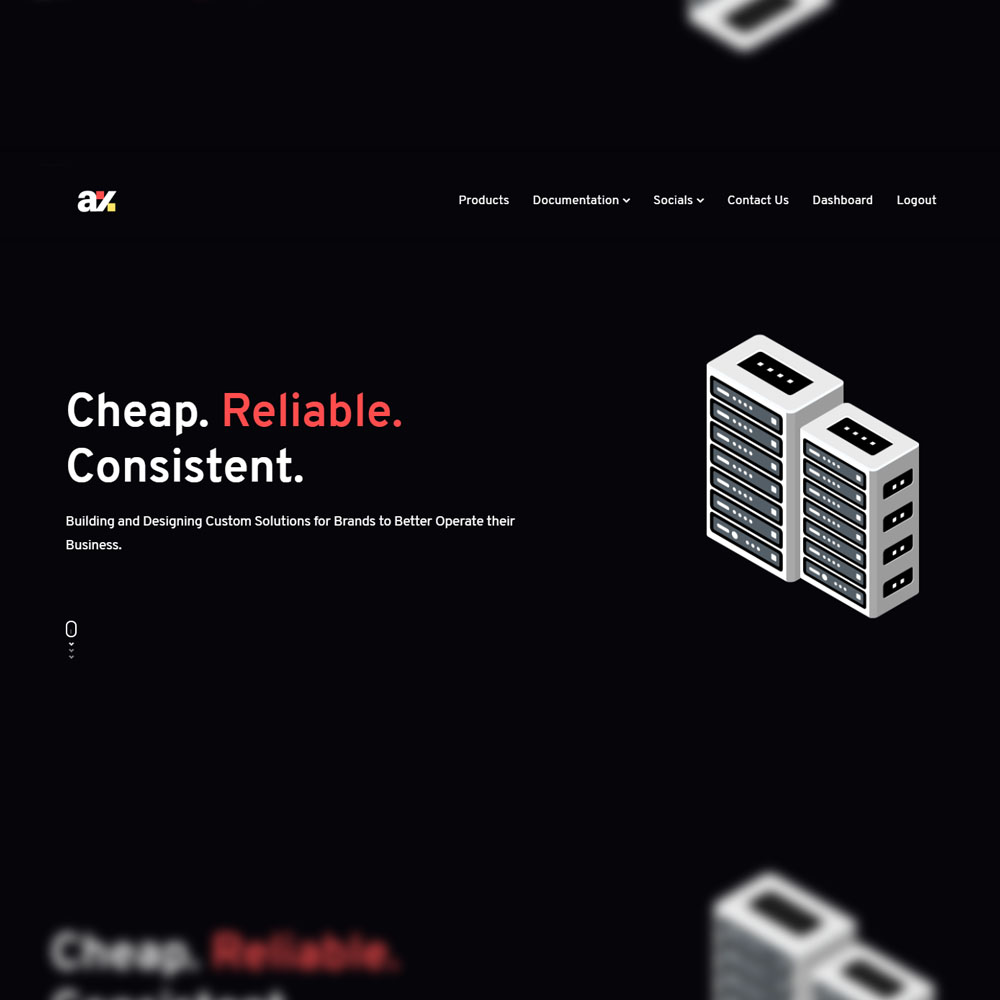 ax
Products Documentation Socials Contact Us Dashboard Logout
Cheap. Reliable.
Consistent.
Building and Designing Custom Solutions for Brands to Better Operate their
Business.
Cheap. Reliable.
Consistent.